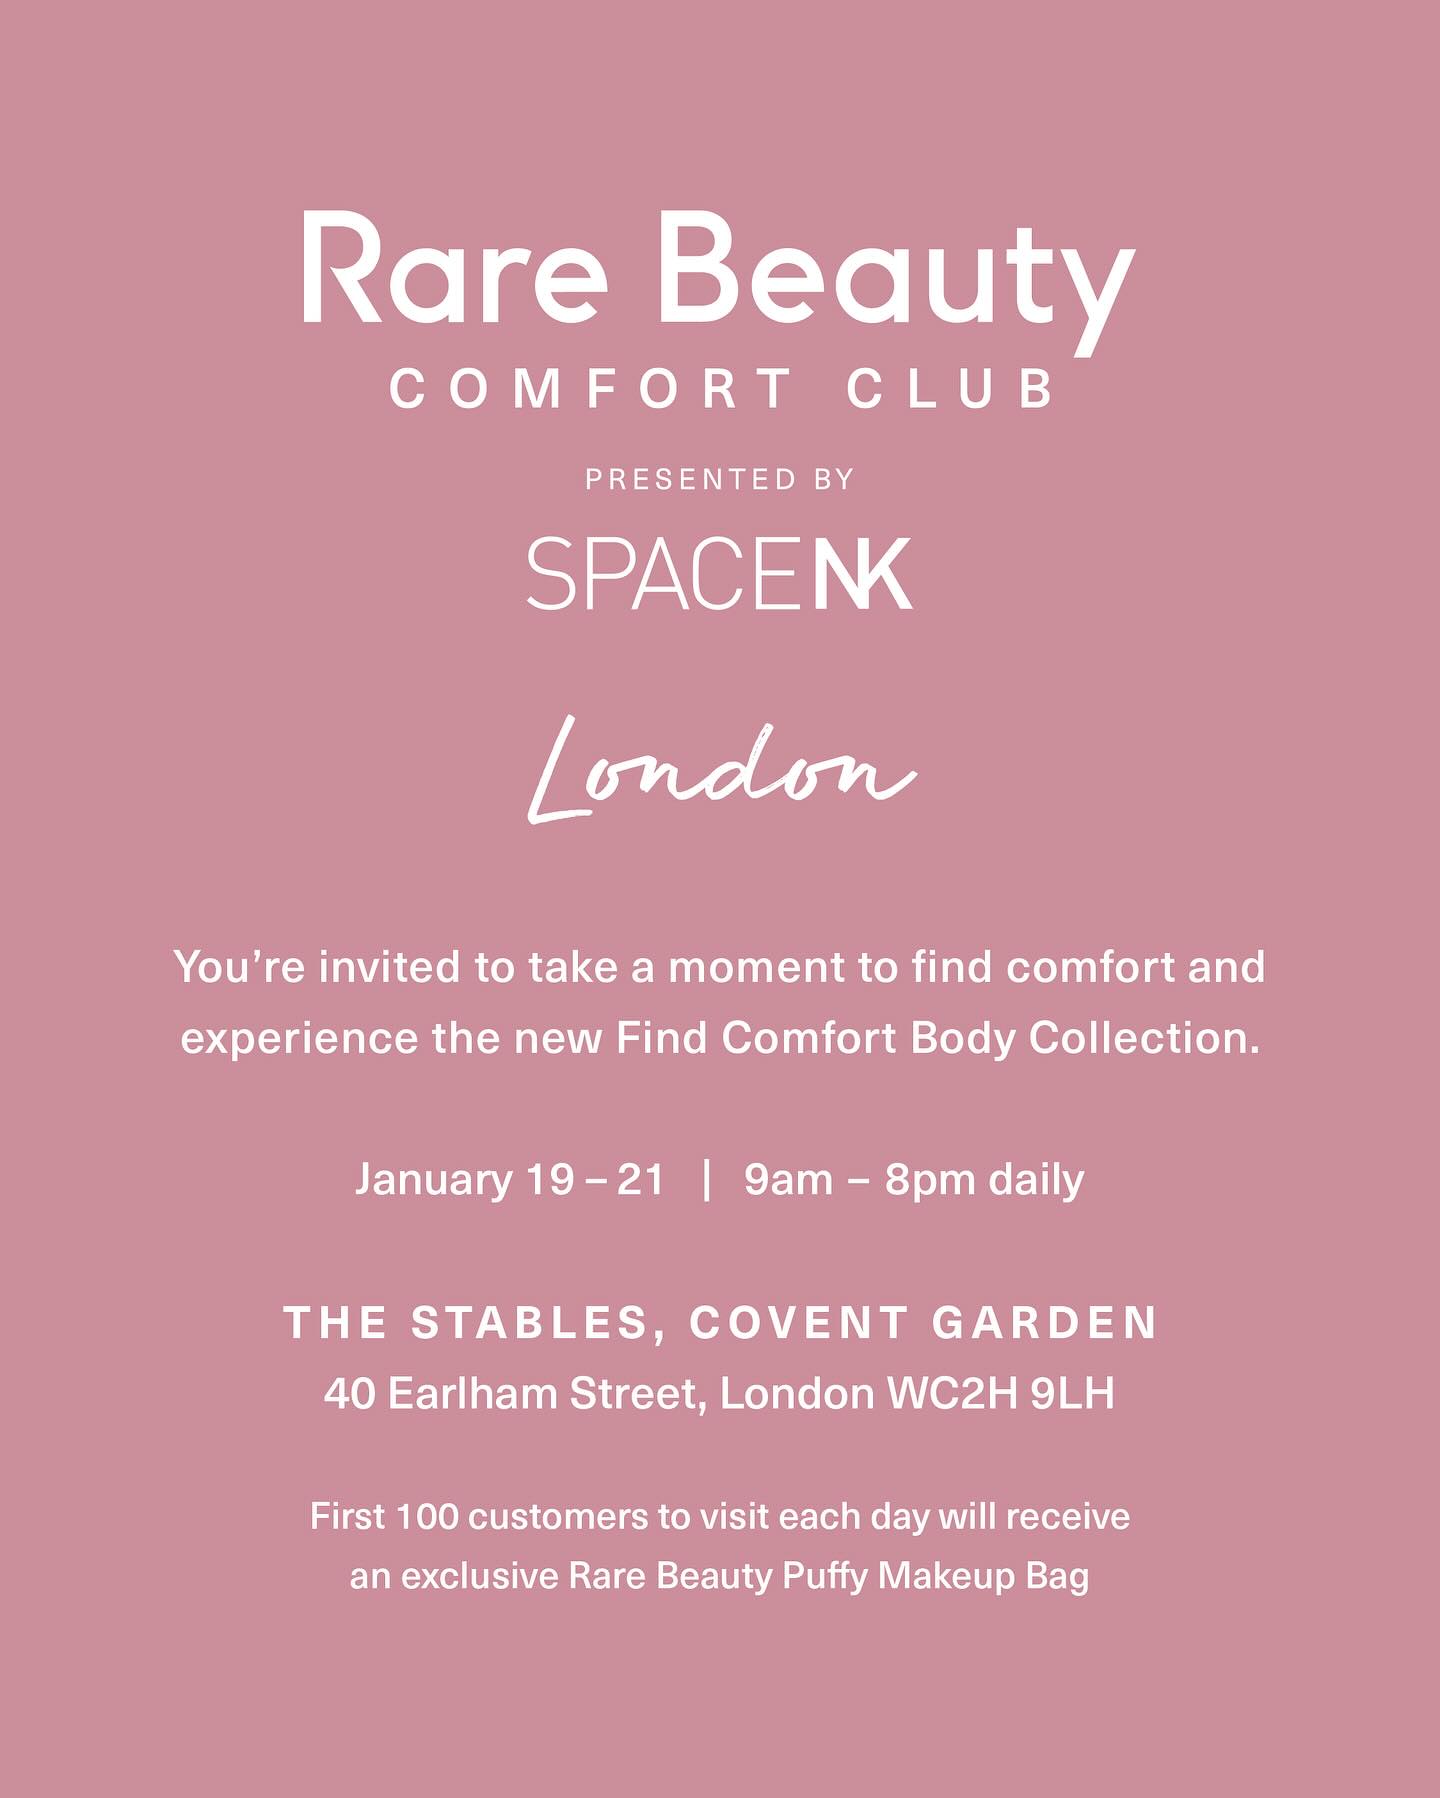 Rare Beauty
COMFORT CLUB
PRESENTED BY
SPACENK
London
You’re invited to take a moment to find comfort and
experience the new Find Comfort Body Collection.
January 19 – 21 | 9am – 8pm daily
THE STABLES, COVENT GARDEN
40 Earlham Street, London WC2H 9LH
First 100 customers to visit each day will receive
an exclusive Rare Beauty Puffy Makeup Bag